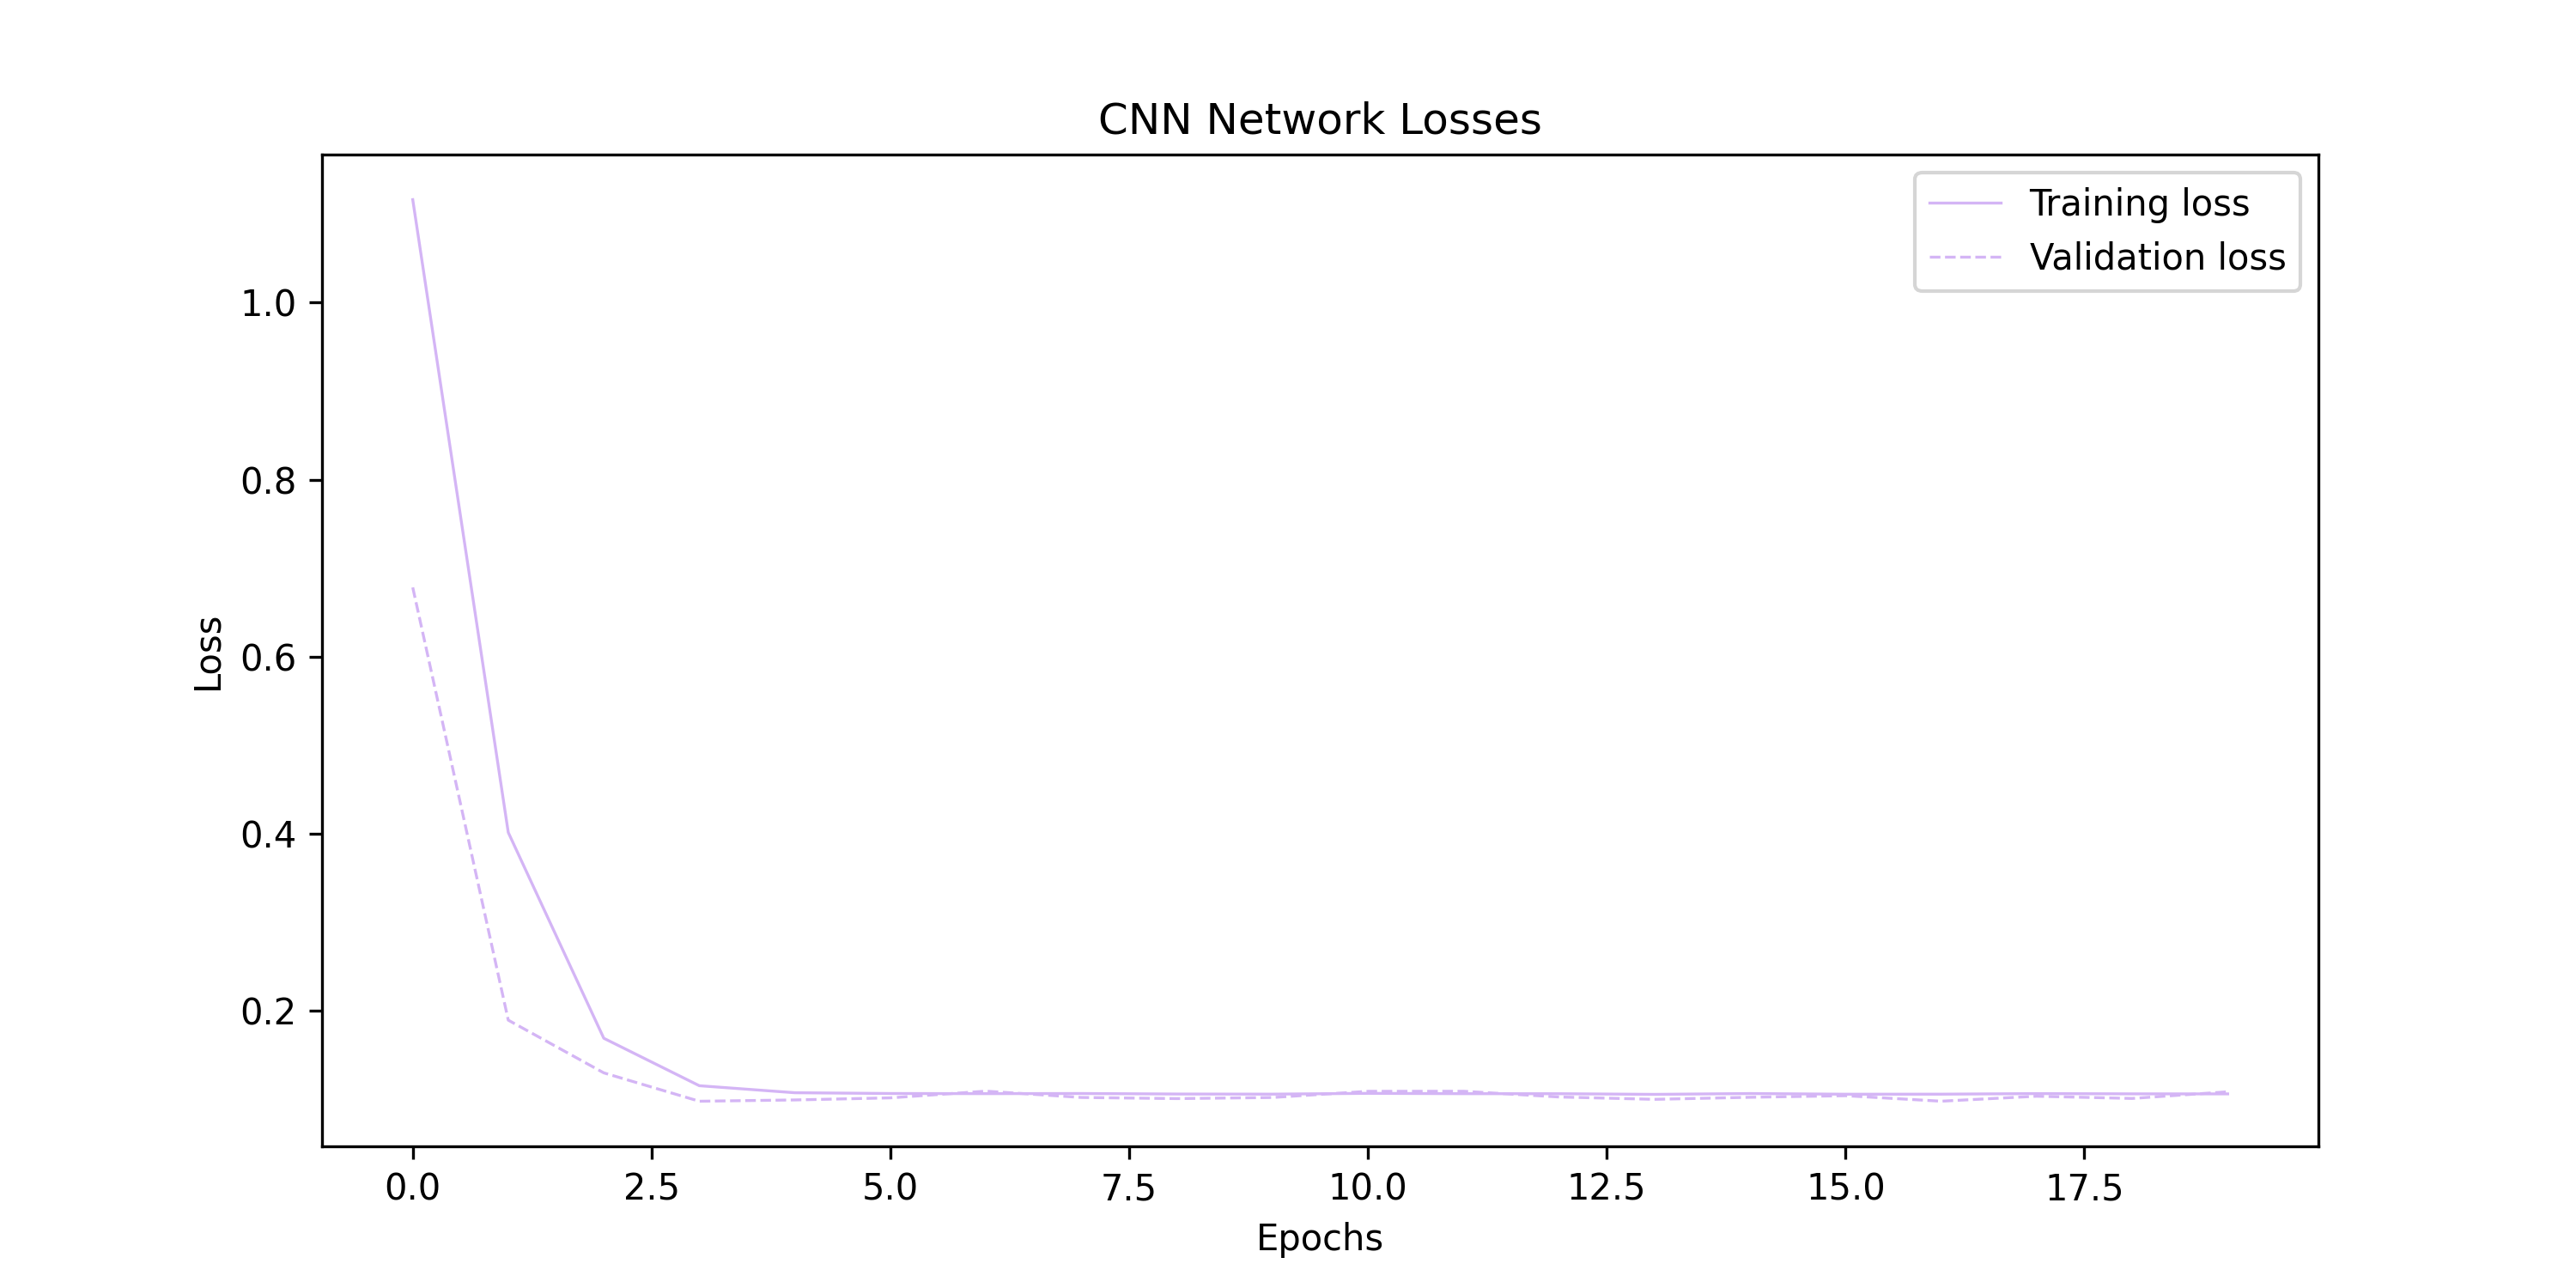 CNN Network Losses
Training loss
Validation loss
1.0
0.8
0.6
0.4
0.2
Loss
0.0 2.5 5.0 7.5 10.0 12.5 15.0 17.5
Epochs